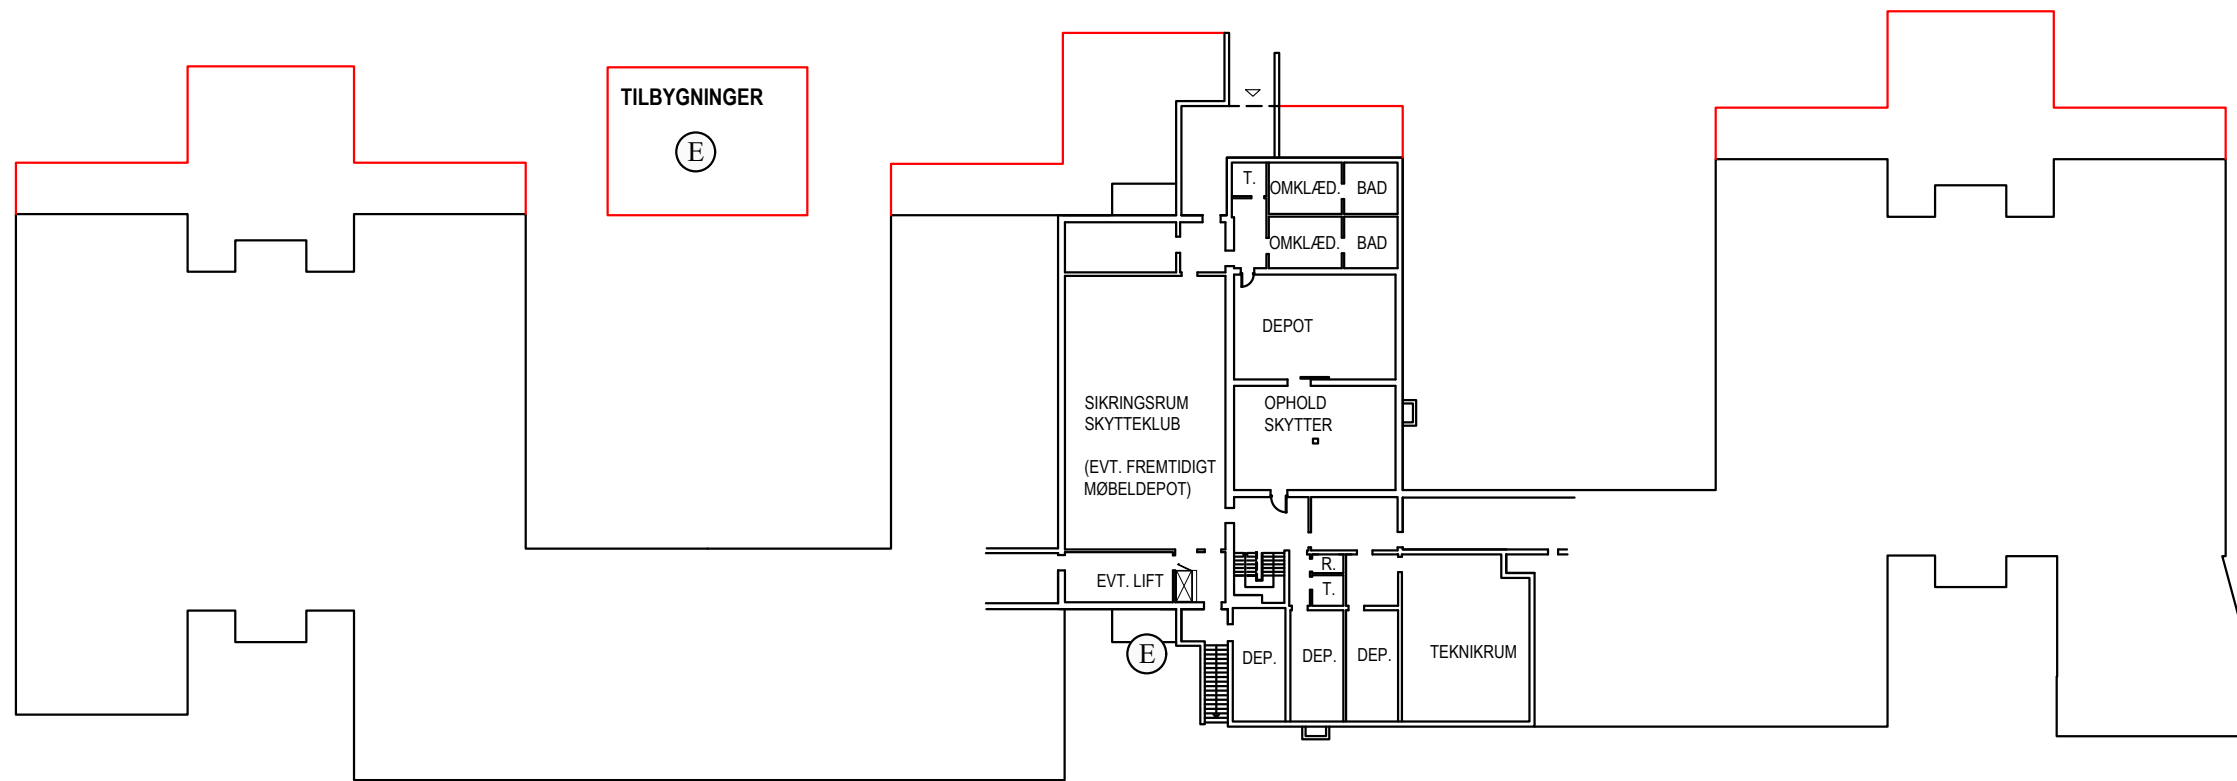 TILBYGNINGER
E
T.
OMKLÆD.
BAD
OMKLÆD.
BAD
DEPOT
SIKRINGSRUM
SKYTTEKLUB
(EVT. FREMTIDIGT
MØBELDEPOT)
OPHOLD
SKYTTER
EVT. LIFT
R.
T.
E
DEP.
DEP.
DEP.
TEKNIKRUM